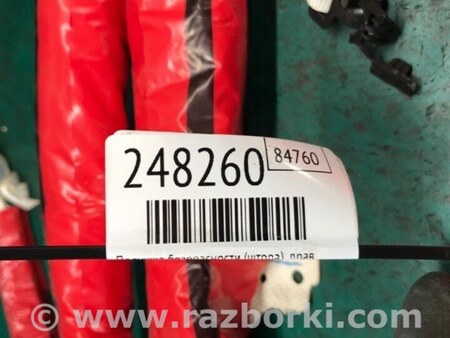 248260
84760
Подушка безопасности (штора), прав
www.razborki.com